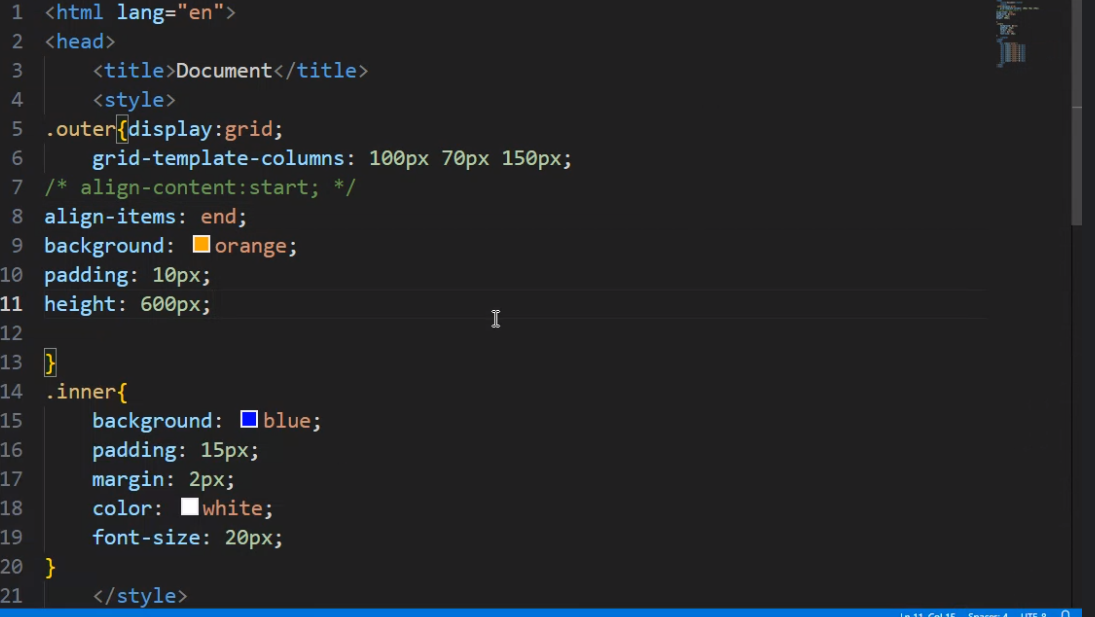 1 <html lang="en">
2 <head>
3 <title>Document</title>
4 <style>
5 .outer{display:grid;
6 grid-template-columns: 100px 70px 150px;
7 /* align-content:start; */
8 align-items: end;
9 background: orange;
10 padding: 10px;
11 height: 600px;
12
13 }
14 .inner{
15 background: blue;
16 padding: 15px;
17 margin: 2px;
18 color: white;
19 font-size: 20px;
20 }
21 </style>
Ln 11, Col 15 Spaces: 4 UTF-8